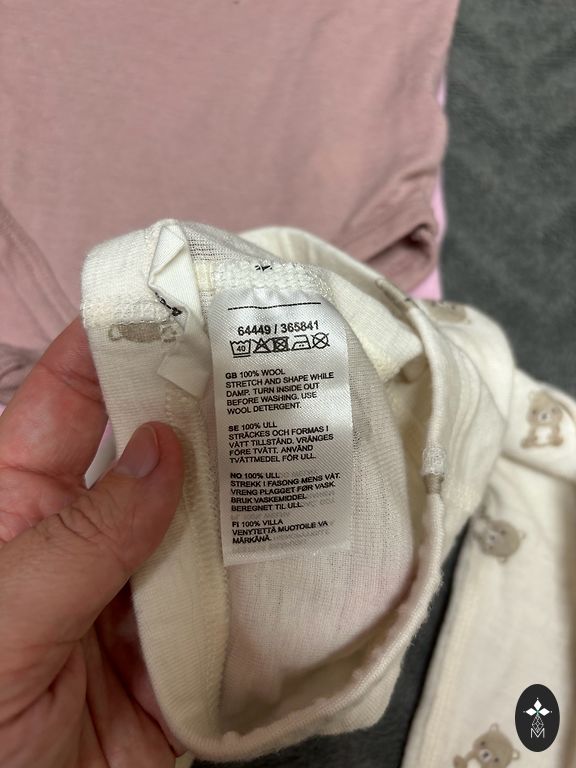 64449 / 365841
40
GB 100% WOOL
STRETCH AND SHAPE WHILE
DAMP. TURN INSIDE OUT
BEFORE WASHING. USE
WOOL DETERGENT.
SE 100% ULL
STRÄCKES OCH FORMAS I
VÅTT TILLSTÅND. VRÄNGES
FÖRE TVÄTT. ANVÄND
TVÄTTMEDEL FÖR ULL.
NO 100% ULL
STREKK I FASONG MENS VÅT.
VRENG PLAGGET FØR VASK.
BRUK VASKEMIDDEL
BEREGNET TIL ULL.
FI 100% VILLA
VENYTETTÄ MUOTOILE VA
MÄRKÄNÄ.
M